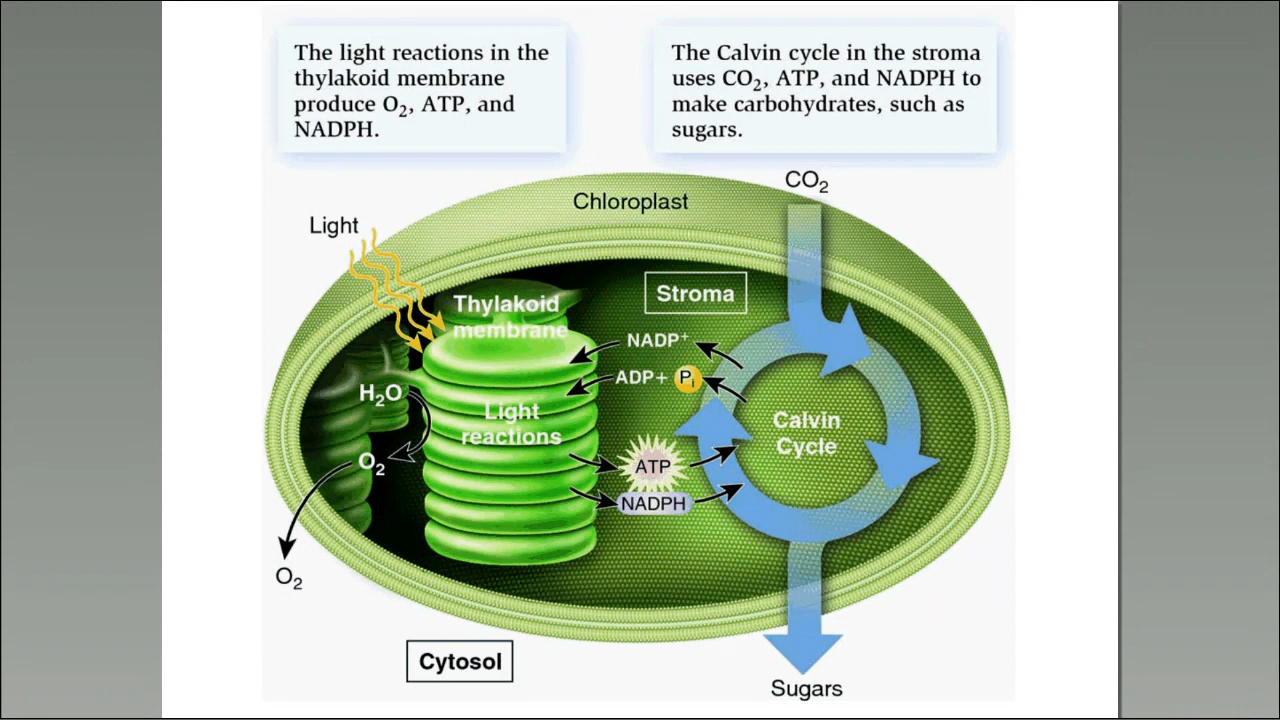 The light reactions in the
thylakoid membrane
produce O₂, ATP, and
NADPH.
The Calvin cycle in the stroma
uses CO₂, ATP, and NADPH to
make carbohydrates, such as
sugars.
CO₂
Chloroplast
Light
Stroma
Thylakoid
membrane
NADP⁺
ADP+ Pᵢ
H₂O
Light
reactions
Calvin
Cycle
O₂
ATP
NADPH
O₂
Cytosol
Sugars